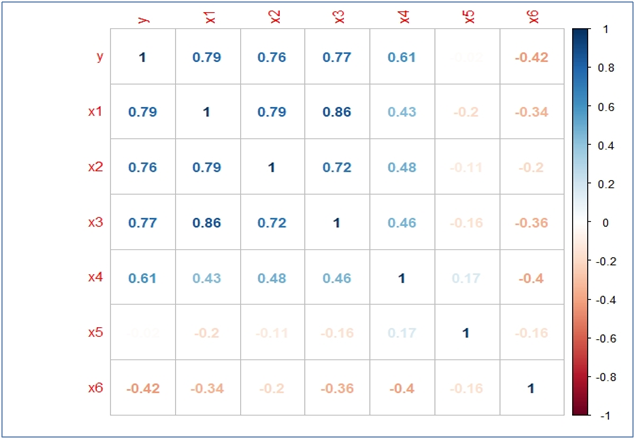 y x1 x2 x3 x4 x5 x6
y 1 0.79 0.76 0.77 0.61 -0.42 1
x1 0.79 1 0.79 0.86 0.43 -0.2 -0.34 0.8
0.6
x2 0.76 0.79 1 0.72 0.48 -0.11 -0.2 0.4
0.2
x3 0.77 0.86 0.72 1 0.46 -0.16 -0.36 0
-0.2
x4 0.61 0.43 0.48 0.46 1 0.17 -0.4 -0.4
x5 -0.2 -0.11 -0.16 0.17 1 -0.16 -0.6
-0.8
x6 -0.42 -0.34 -0.2 -0.36 -0.4 -0.16 1
-1